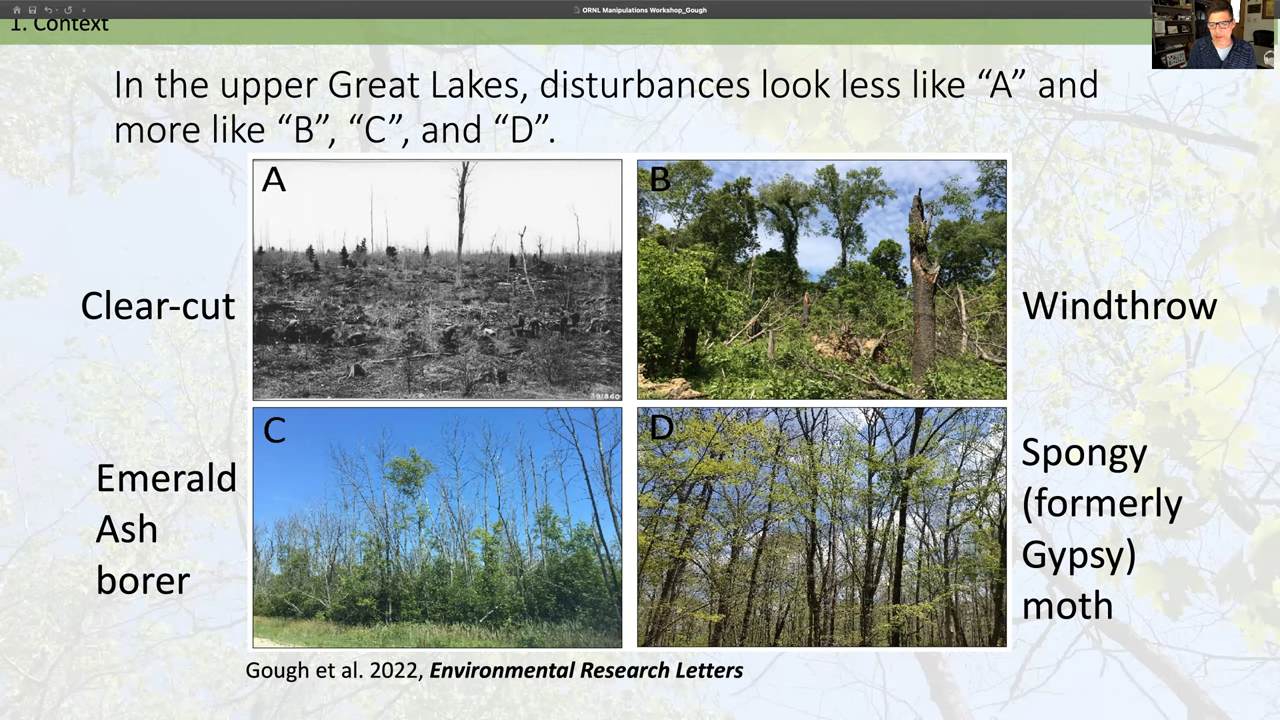 ORNL Manipulations Workshop_Gough
1. Context
In the upper Great Lakes, disturbances look less like “A” and
more like “B”, “C”, and “D”.
A
B
Clear-cut
Windthrow
39860
C
D
Emerald
Ash
borer
Spongy
(formerly
Gypsy)
moth
Gough et al. 2022, Environmental Research Letters